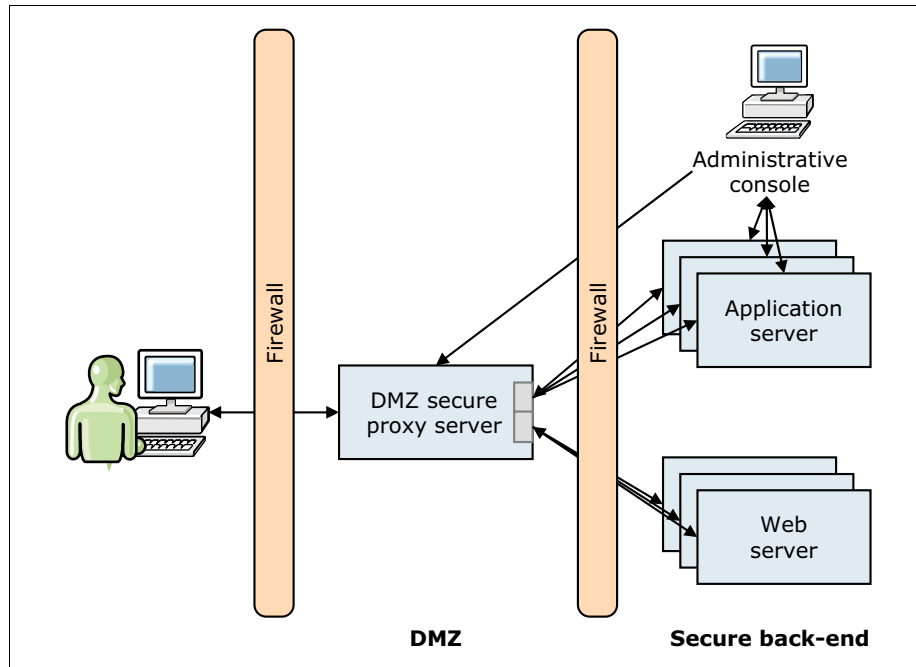 Administrative
console
Firewall
Firewall
Application
server
DMZ secure
proxy server
Web
server
DMZ
Secure back-end